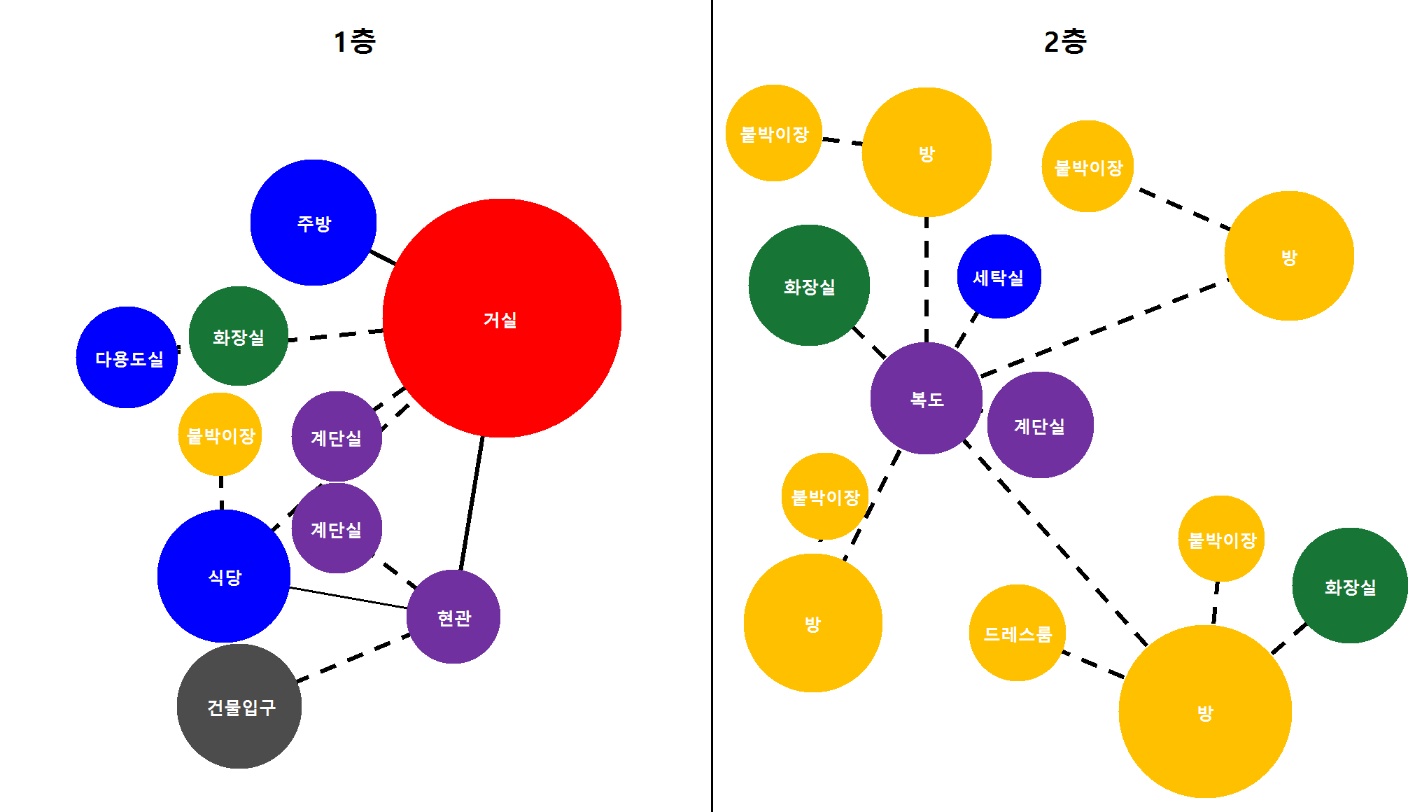 1층
주방
거실
화장실
다용도실
붙박이장
계단실
계단실
식당
현관
건물입구
2층
붙박이장
방
붙박이장
방
화장실
세탁실
복도
계단실
붙박이장
방
붙박이장
화장실
드레스룸
방